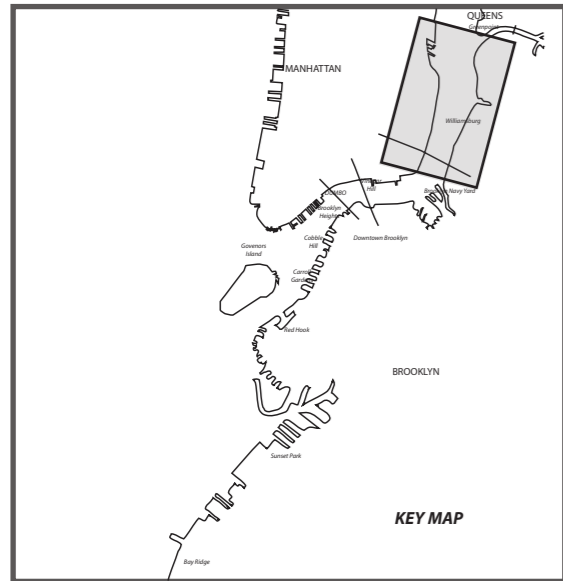 QUEENS
Greenpoint
MANHATTAN
Williamsburg
DUMBO
Hill
Brooklyn Navy Yard
Brooklyn
Heights
Cobble
Hill
Downtown Brooklyn
Govenors
Island
Carroll
Gardens
Red Hook
BROOKLYN
Sunset Park
KEY MAP
Bay Ridge